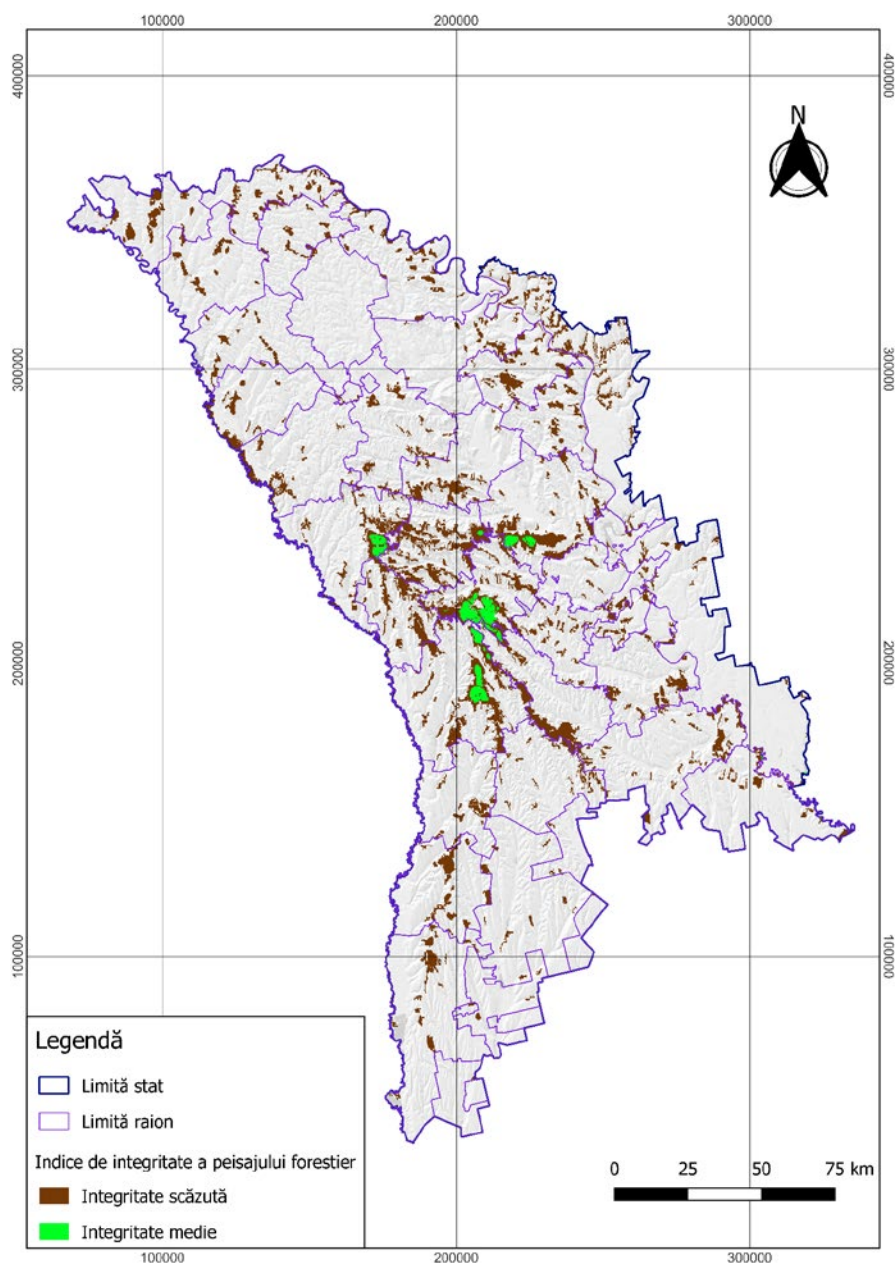 100000 200000 300000
400000 400000
N
300000 300000
200000 200000
100000 100000
Legendă
Limită stat
Limită raion
Indice de integritate a peisajului forestier
Integritate scăzută
Integritate medie
0 25 50 75 km
100000 200000 300000